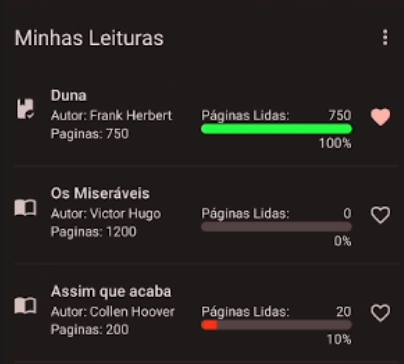 Minhas Leituras
Duna
Autor: Frank Herbert
Paginas: 750
Páginas Lidas: 750
100%
Os Miseráveis
Autor: Victor Hugo
Paginas: 1200
Páginas Lidas: 0
0%
Assim que acaba
Autor: Collen Hoover
Paginas: 200
Páginas Lidas: 20
10%